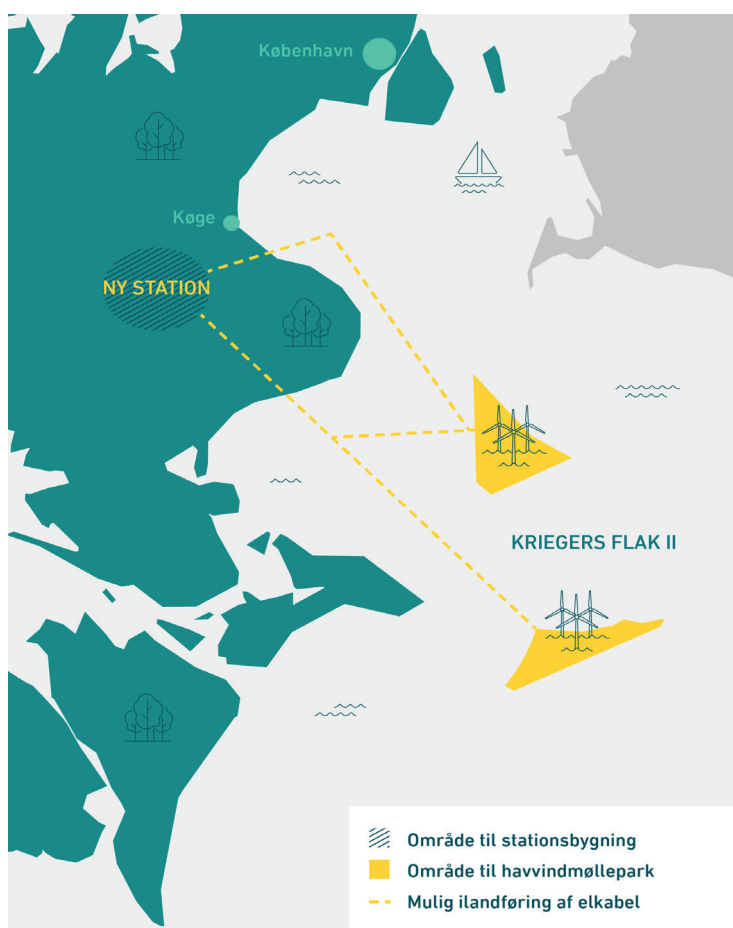 København
Køge
NY STATION
KRIEGERS FLAK II
Område til stationsbygning
Område til havvindmøllepark
Mulig ilandføring af elkabel